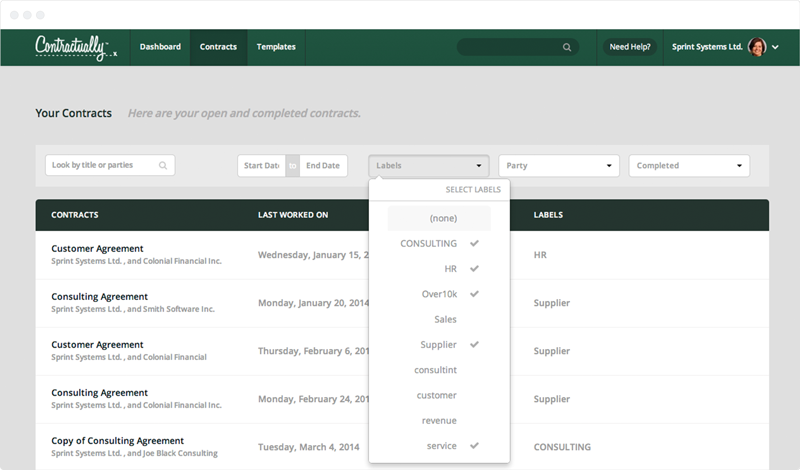 Contractually™ x
Dashboard
Contracts
Templates
Need Help?
Sprint Systems Ltd.
Your Contracts
Here are your open and completed contracts.
Look by title or parties
Start Date
to
End Date
Labels
Party
Completed
SELECT LABELS
(none)
CONSULTING
HR
Over10k
Sales
Supplier
consultint
customer
revenue
service
CONTRACTS
LAST WORKED ON
LABELS
Customer Agreement
Sprint Systems Ltd. , and Colonial Financial Inc.
Wednesday, January 15, 2
HR
Consulting Agreement
Sprint Systems Ltd. , and Smith Software Inc.
Monday, January 20, 2014
Supplier
Customer Agreement
Sprint Systems Ltd. , and Colonial Financial
Thursday, February 6, 201
Supplier
Consulting Agreement
Sprint Systems Ltd. , and Colonial Financial Inc.
Monday, February 24, 201
Supplier
Copy of Consulting Agreement
Sprint Systems Ltd. , and Joe Black Consulting
Tuesday, March 4, 2014
CONSULTING